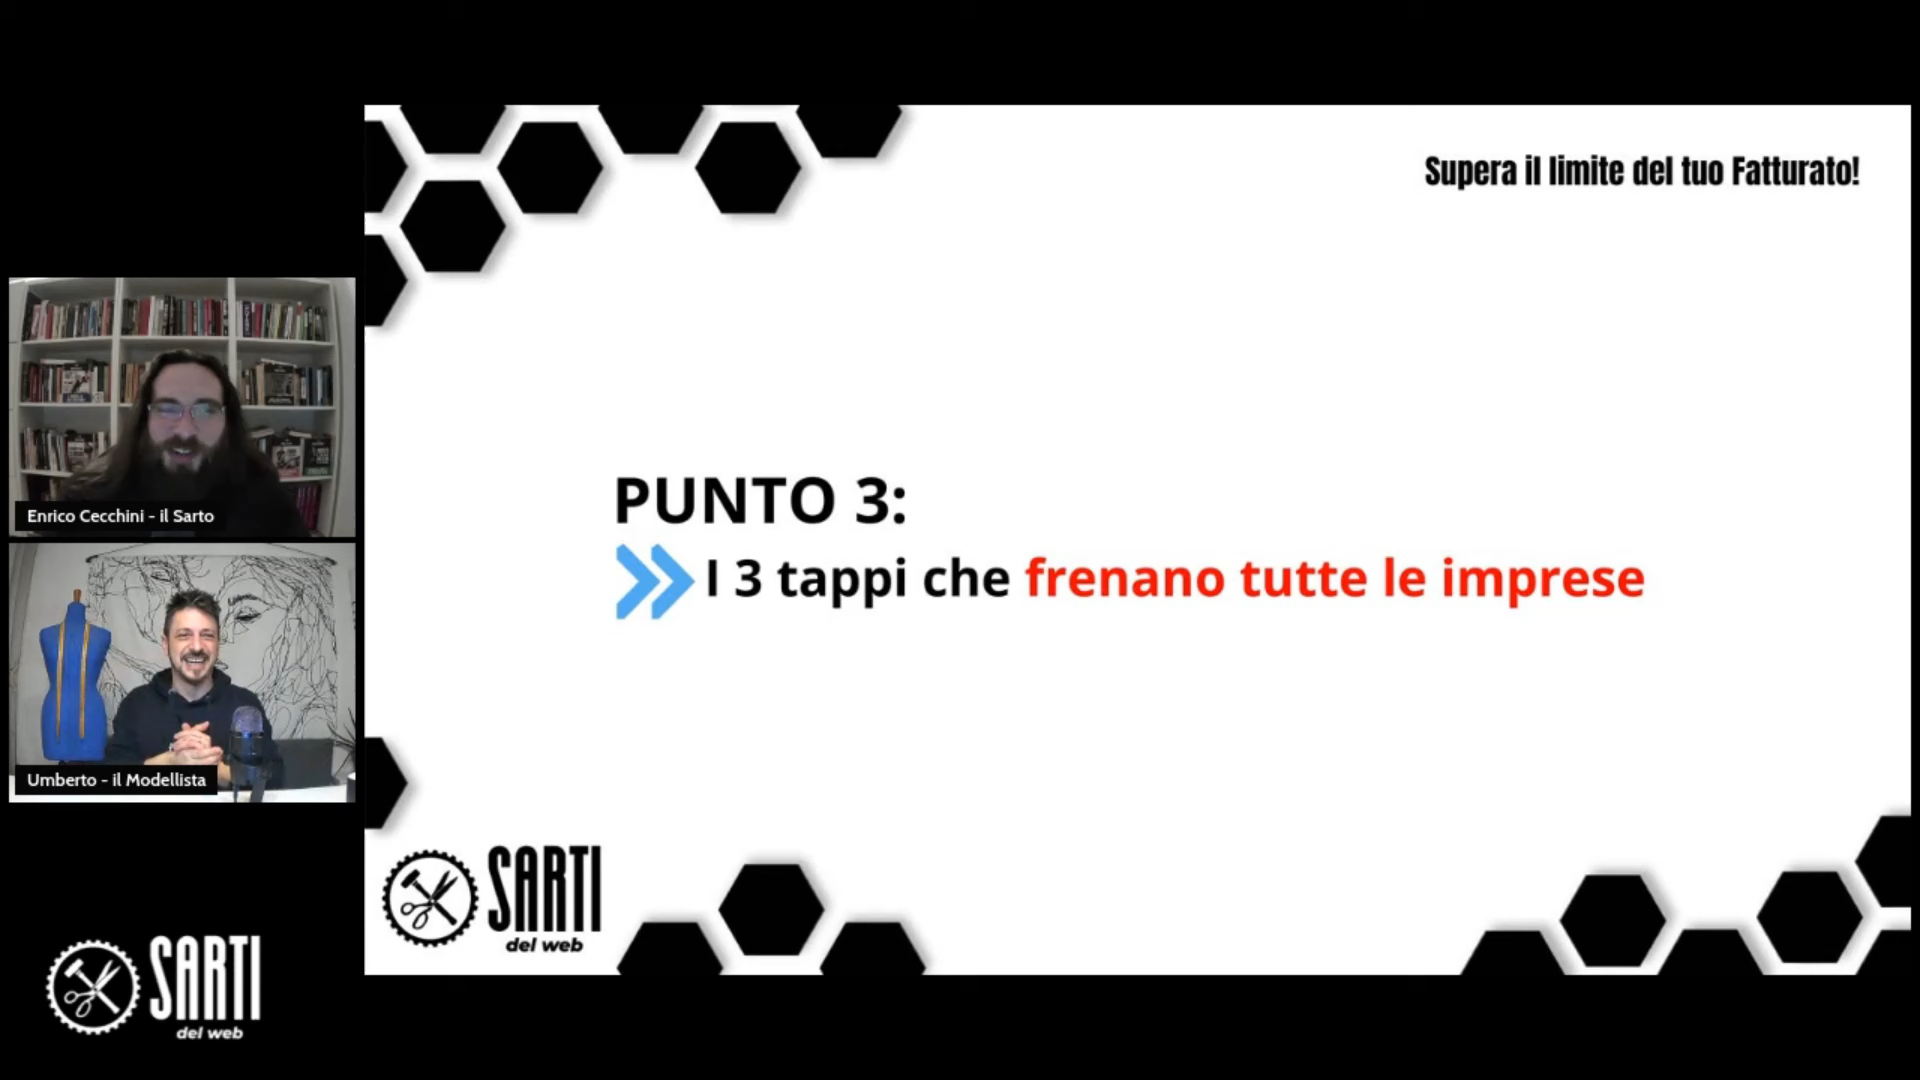 Supera il limite del tuo Fatturato!
Enrico Cecchini - il Sarto
PUNTO 3:
I 3 tappi che frenano tutte le imprese
Umberto - il Modellista
SARTI
del web
SARTI
del web